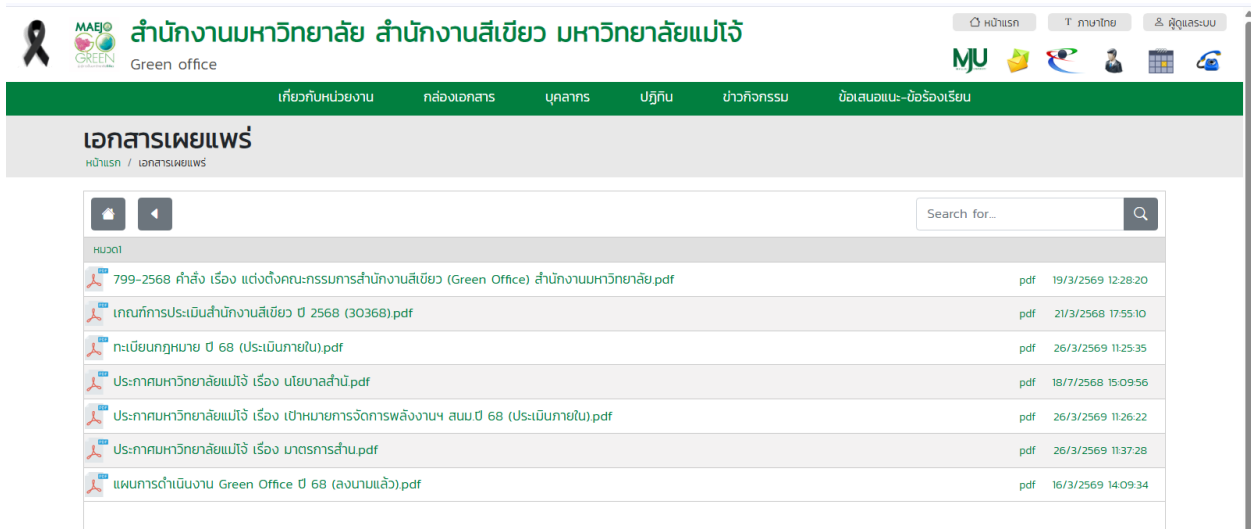 MAEJO
GO
GREEN
สำนักงานมหาวิทยาลัย สำนักงานสีเขียว มหาวิทยาลัยแม่โจ้
Green office
หน้าแรก
T ภาษาไทย
ผู้ดูแลระบบ
MJU
เกี่ยวกับหน่วยงาน กล่องเอกสาร บุคลากร ปฏิทิน ข่าวกิจกรรม ข้อเสนอแนะ-ข้อร้องเรียน
เอกสารเผยแพร่
หน้าแรก / เอกสารเผยแพร่
Search for...
หมวด1
799-2568 คำสั่ง เรื่อง แต่งตั้งคณะกรรมการสำนักงานสีเขียว (Green Office) สำนักงานมหาวิทยาลัย.pdf pdf 19/3/2569 12:28:20
เกณฑ์การประเมินสำนักงานสีเขียว ปี 2568 (30368).pdf pdf 21/3/2568 17:55:10
ทะเบียนกฎหมาย ปี 68 (ประเมินภายใน).pdf pdf 26/3/2569 11:25:35
ประกาศมหาวิทยาลัยแม่โจ้ เรื่อง นโยบาลสำนั.pdf pdf 18/7/2568 15:09:56
ประกาศมหาวิทยาลัยแม่โจ้ เรื่อง เป้าหมายการจัดการพลังงานฯ สนม.ปี 68 (ประเมินภายใน).pdf pdf 26/3/2569 11:26:22
ประกาศมหาวิทยาลัยแม่โจ้ เรื่อง มาตรการสำน.pdf pdf 26/3/2569 11:37:28
แผนการดำเนินงาน Green Office ปี 68 (ลงนามแล้ว).pdf pdf 16/3/2569 14:09:34